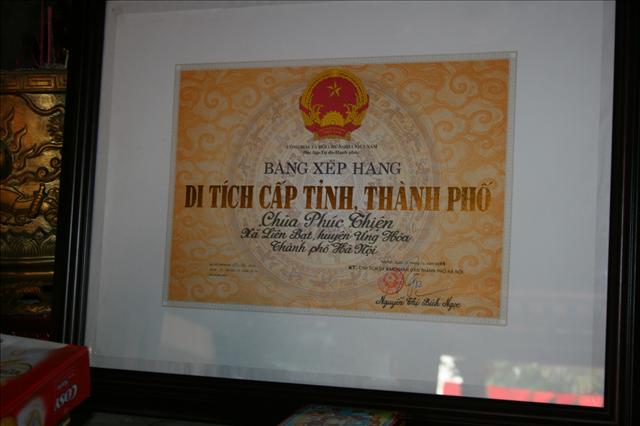 CỘNG HÒA XÃ HỘI CHỦ NGHĨA VIỆT NAM
Độc lập-Tự do-Hạnh phúc
BẰNG XẾP HẠNG
DI TÍCH CẤP TỈNH, THÀNH PHỐ
Chùa Phúc Thiện
Xã Liên Bạt, huyện Ứng Hòa
Thành phố Hà Nội
KT. CHỦ TỊCH ỦY BAN NHÂN DÂN THÀNH PHỐ HÀ NỘI
Nguyễn Thị Bích Ngọc
COSY